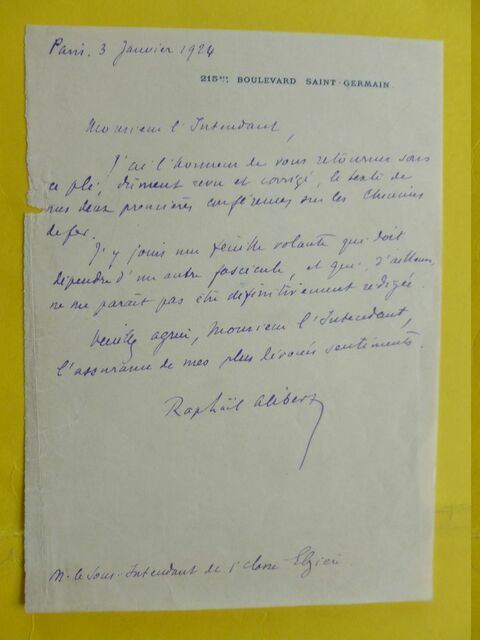 Paris. 3 Janvier 1924
215bis BOULEVARD SAINT-GERMAIN
Monsieur l'Intendant,
J'ai l'honneur de vous retourner sous
ce pli, dûment revu et corrigé, le texte de
mes deux premières conférences sur les Chemins
de fer.
J'y joins une feuille volante qui doit
dépendre d'un autre fascicule, et qui, d'ailleurs,
ne me paraît pas être définitivement rédigée.
Veuillez agréer, Monsieur l'Intendant,
l'assurance de mes plus dévoués sentiments.
Raphaël Alibert
M. le Sous-Intendant de 1e classe